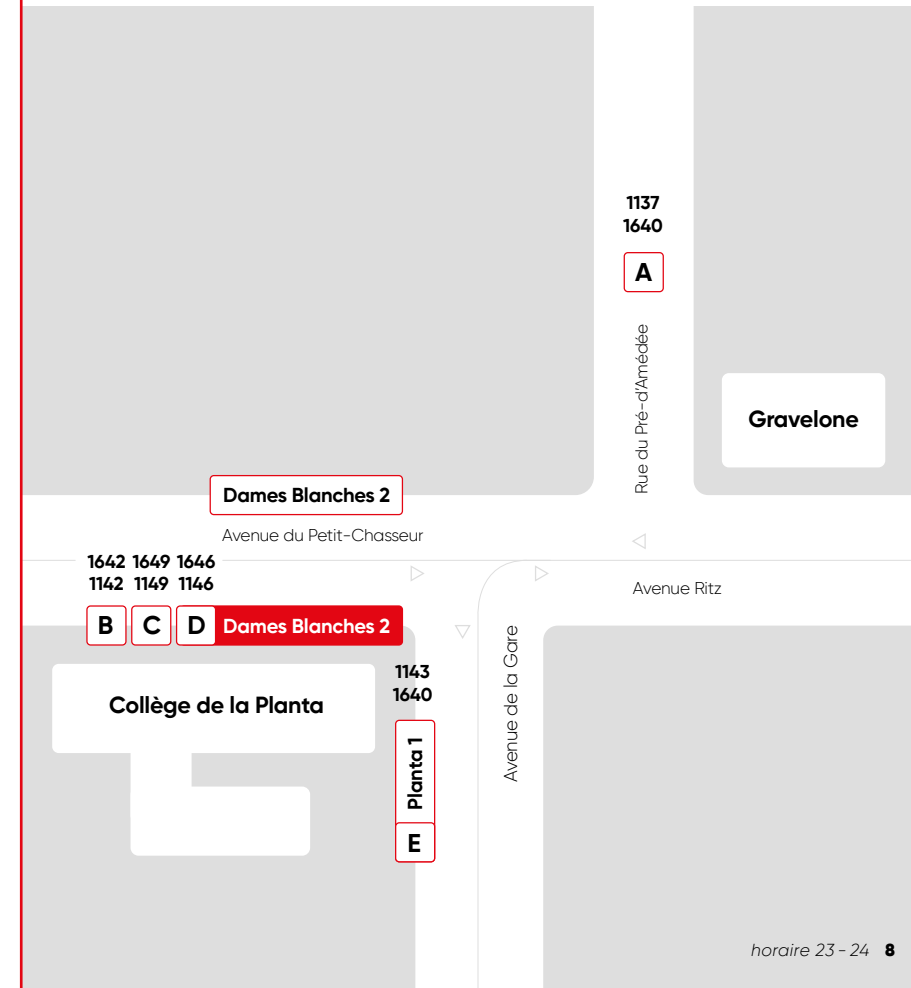 1137
1640
A
Rue du Pré-d'Amédée
Gravelone
Dames Blanches 2
Avenue du Petit-Chasseur
1642 1649 1646
1142 1149 1146
Avenue Ritz
B C D Dames Blanches 2
Avenue de la Gare
1143
1640
Collège de la Planta
Planta 1
E
horaire 23 - 24 8